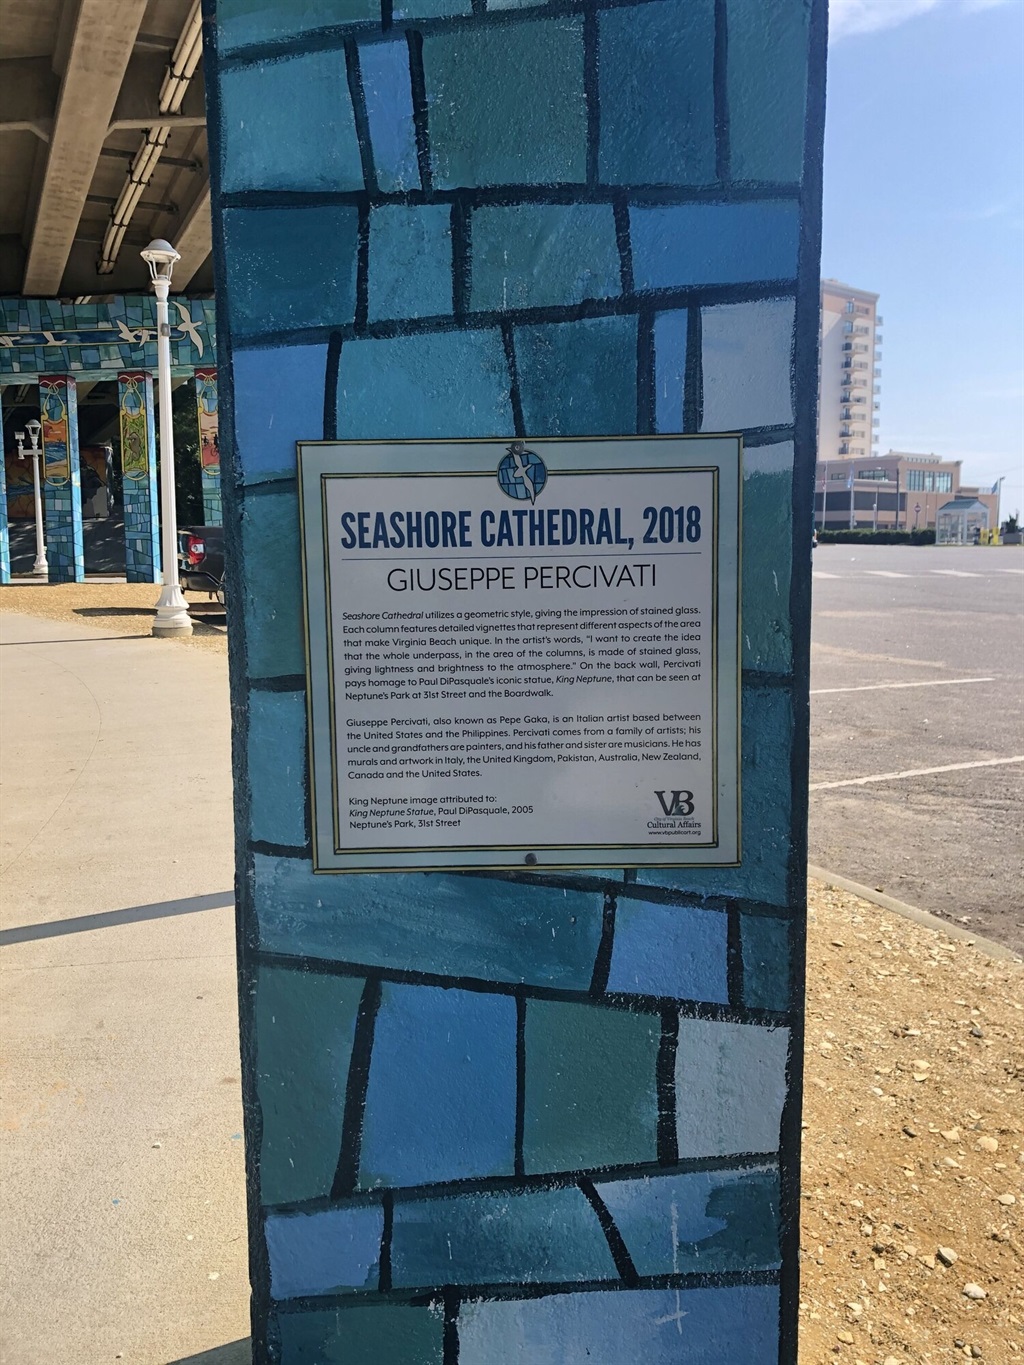 SEASHORE CATHEDRAL, 2018
GIUSEPPE PERCIVATI
Seashore Cathedral utilizes a geometric style, giving the impression of stained glass.
Each column features detailed vignettes that represent different aspects of the area
that make Virginia Beach unique. In the artist's words, "I want to create the idea
that the whole underpass, in the area of the columns, is made of stained glass,
giving lightness and brightness to the atmosphere." On the back wall, Percivati
pays homage to Paul DiPasquale's iconic statue, King Neptune, that can be seen at
Neptune's Park at 31st Street and the Boardwalk.
Giuseppe Percivati, also known as Pepe Gaka, is an Italian artist based between
the United States and the Philippines. Percivati comes from a family of artists; his
uncle and grandfathers are painters, and his father and sister are musicians. He has
murals and artwork in Italy, the United Kingdom, Pakistan, Australia, New Zealand,
Canada and the United States.
King Neptune image attributed to:
King Neptune Statue, Paul DiPasquale, 2005
Neptune's Park, 31st Street
VB
City of Virginia Beach
Cultural Affairs
www.vbpublicart.org